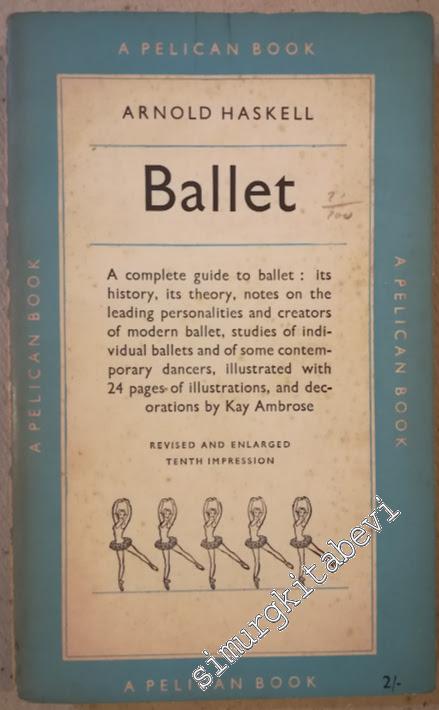 A PELICAN BOOK
ARNOLD HASKELL
Ballet
A complete guide to ballet : its
history, its theory, notes on the
leading personalities and creators
of modern ballet, studies of indi-
vidual ballets and of some contem-
porary dancers, illustrated with
24 pages of illustrations, and dec-
orations by Kay Ambrose
REVISED AND ENLARGED
TENTH IMPRESSION
A PELICAN BOOK
A PELICAN BOOK
simurgkitabevi
A PELICAN BOOK
2/-